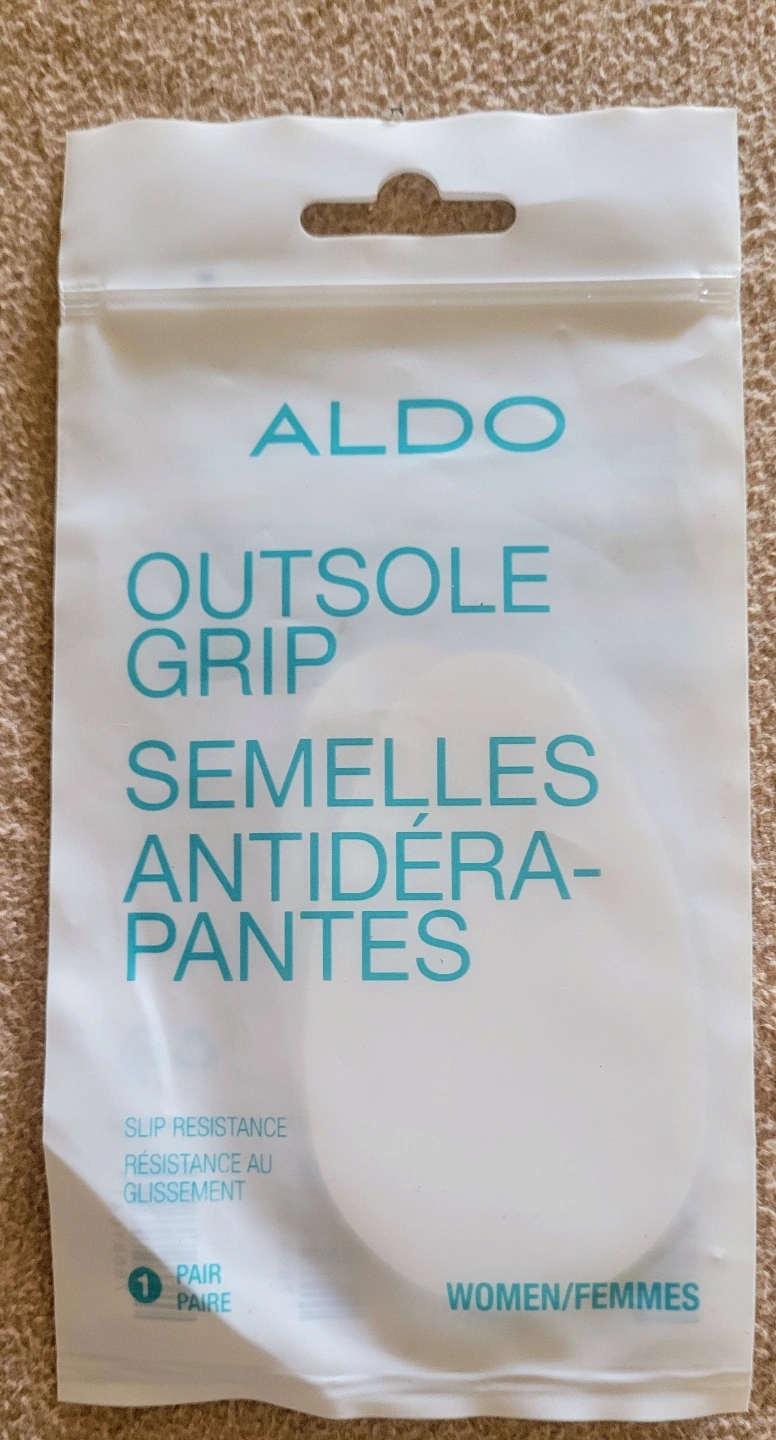 ALDO
OUTSOLE
GRIP
SEMELLES
ANTIDÉRA-
PANTES
SLIP RESISTANCE
RÉSISTANCE AU
GLISSEMENT
1 PAIR
PAIRE
WOMEN/FEMMES